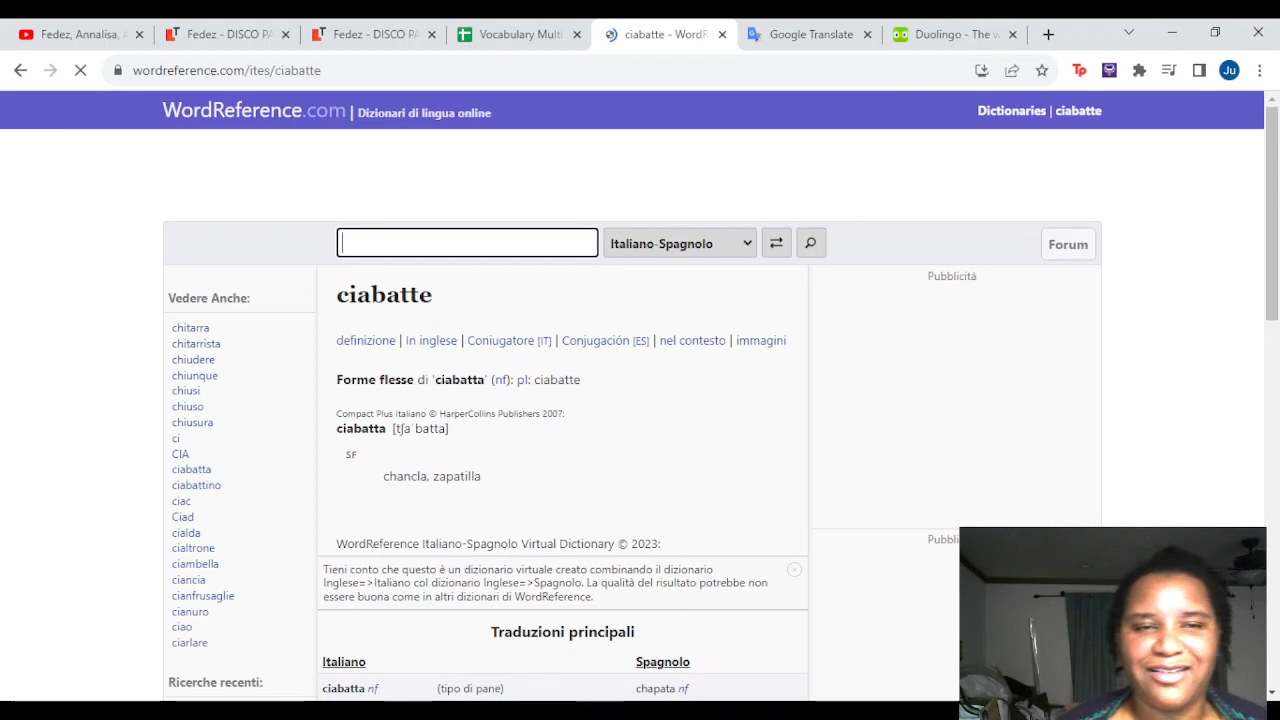 Fedez, Annalisa, A
Fedez - DISCO PA
Fedez - DISCO PA
Vocabulary Multi
ciabatte - WordR
Google Translate
Duolingo - The w
wordreference.com/ites/ciabatte
Tp
Ju
WordReference.com | Dizionari di lingua online
Dictionaries | ciabatte
Italiano-Spagnolo
Forum
Vedere Anche:
chitarra
chitarrista
chiudere
chiunque
chiusi
chiuso
chiusura
ci
CIA
ciabatta
ciabattino
ciac
Ciad
cialda
cialtrone
ciambella
ciancia
cianfrusaglie
cianuro
ciao
ciarlare
Ricerche recenti:
ciabatte
definizione | In inglese | Coniugatore [IT] | Conjugación [ES] | nel contesto | immagini
Forme flesse di 'ciabatta' (nf): pl: ciabatte
Compact Plus Italiano © HarperCollins Publishers 2007:
ciabatta [tʃaˈbatta]
SF
chancla, zapatilla
WordReference Italiano-Spagnolo Virtual Dictionary © 2023:
Tieni conto che questo è un dizionario virtuale creato combinando il dizionario
Inglese=>Italiano col dizionario Inglese=>Spagnolo. La qualità del risultato potrebbe non
essere buona come in altri dizionari di WordReference.
Traduzioni principali
Italiano Spagnolo
ciabatta nf (tipo di pane) chapata nf
Pubblicità